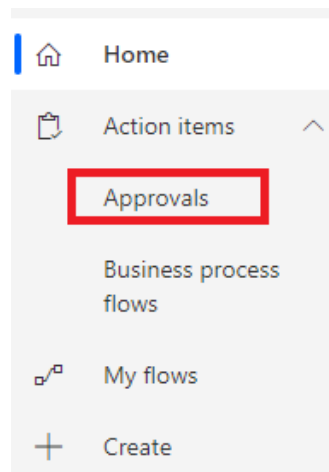 Home
Action items
Approvals
Business process
flows
My flows
Create